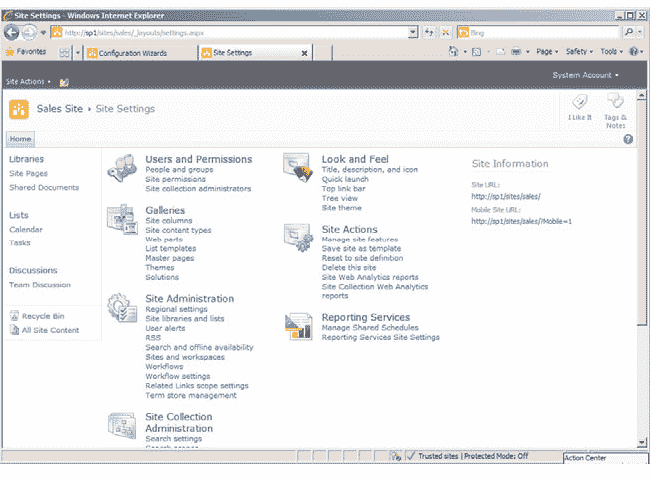 Site Settings - Windows Internet Explorer
http://sp1/sites/sales/_layouts/settings.aspx
Bing
Favorites
Configuration Wizards
Site Settings
Page
Safety
Tools
Site Actions
System Account
Sales Site
Site Settings
I Like It
Tags &
Notes
Home
Libraries
Site Pages
Shared Documents
Lists
Calendar
Tasks
Discussions
Team Discussion
Recycle Bin
All Site Content
Users and Permissions
People and groups
Site permissions
Site collection administrators
Galleries
Site columns
Site content types
Web parts
List templates
Master pages
Themes
Solutions
Site Administration
Regional settings
Site libraries and lists
User alerts
RSS
Search and offline availability
Sites and workspaces
Workflows
Workflow settings
Related Links scope settings
Term store management
Site Collection
Administration
Search settings
Look and Feel
Title, description, and icon
Quick launch
Top link bar
Tree view
Site theme
Site Actions
Manage site features
Save site as template
Reset to site definition
Delete this site
Site Web Analytics reports
Site Collection Web Analytics
reports
Reporting Services
Manage Shared Schedules
Reporting Services Site Settings
Site Information
Site URL:
http://sp1/sites/sales/
Mobile Site URL:
http://sp1/sites/sales/?Mobile=1
Trusted sites | Protected Mode: Off
Action Center